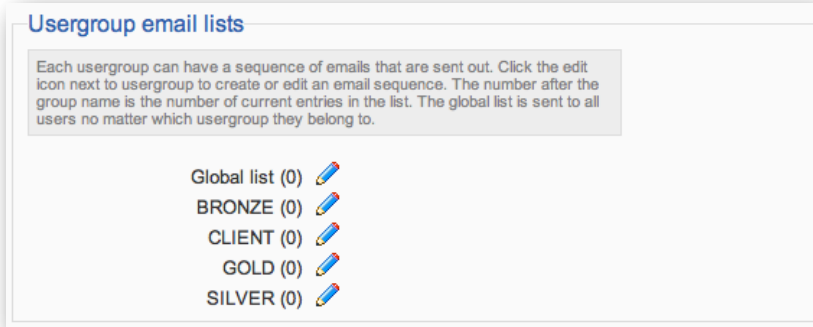 Usergroup email lists
Each usergroup can have a sequence of emails that are sent out. Click the edit
icon next to usergroup to create or edit an email sequence. The number after the
group name is the number of current entries in the list. The global list is sent to all
users no matter which usergroup they belong to.
Global list (0)
BRONZE (0)
CLIENT (0)
GOLD (0)
SILVER (0)